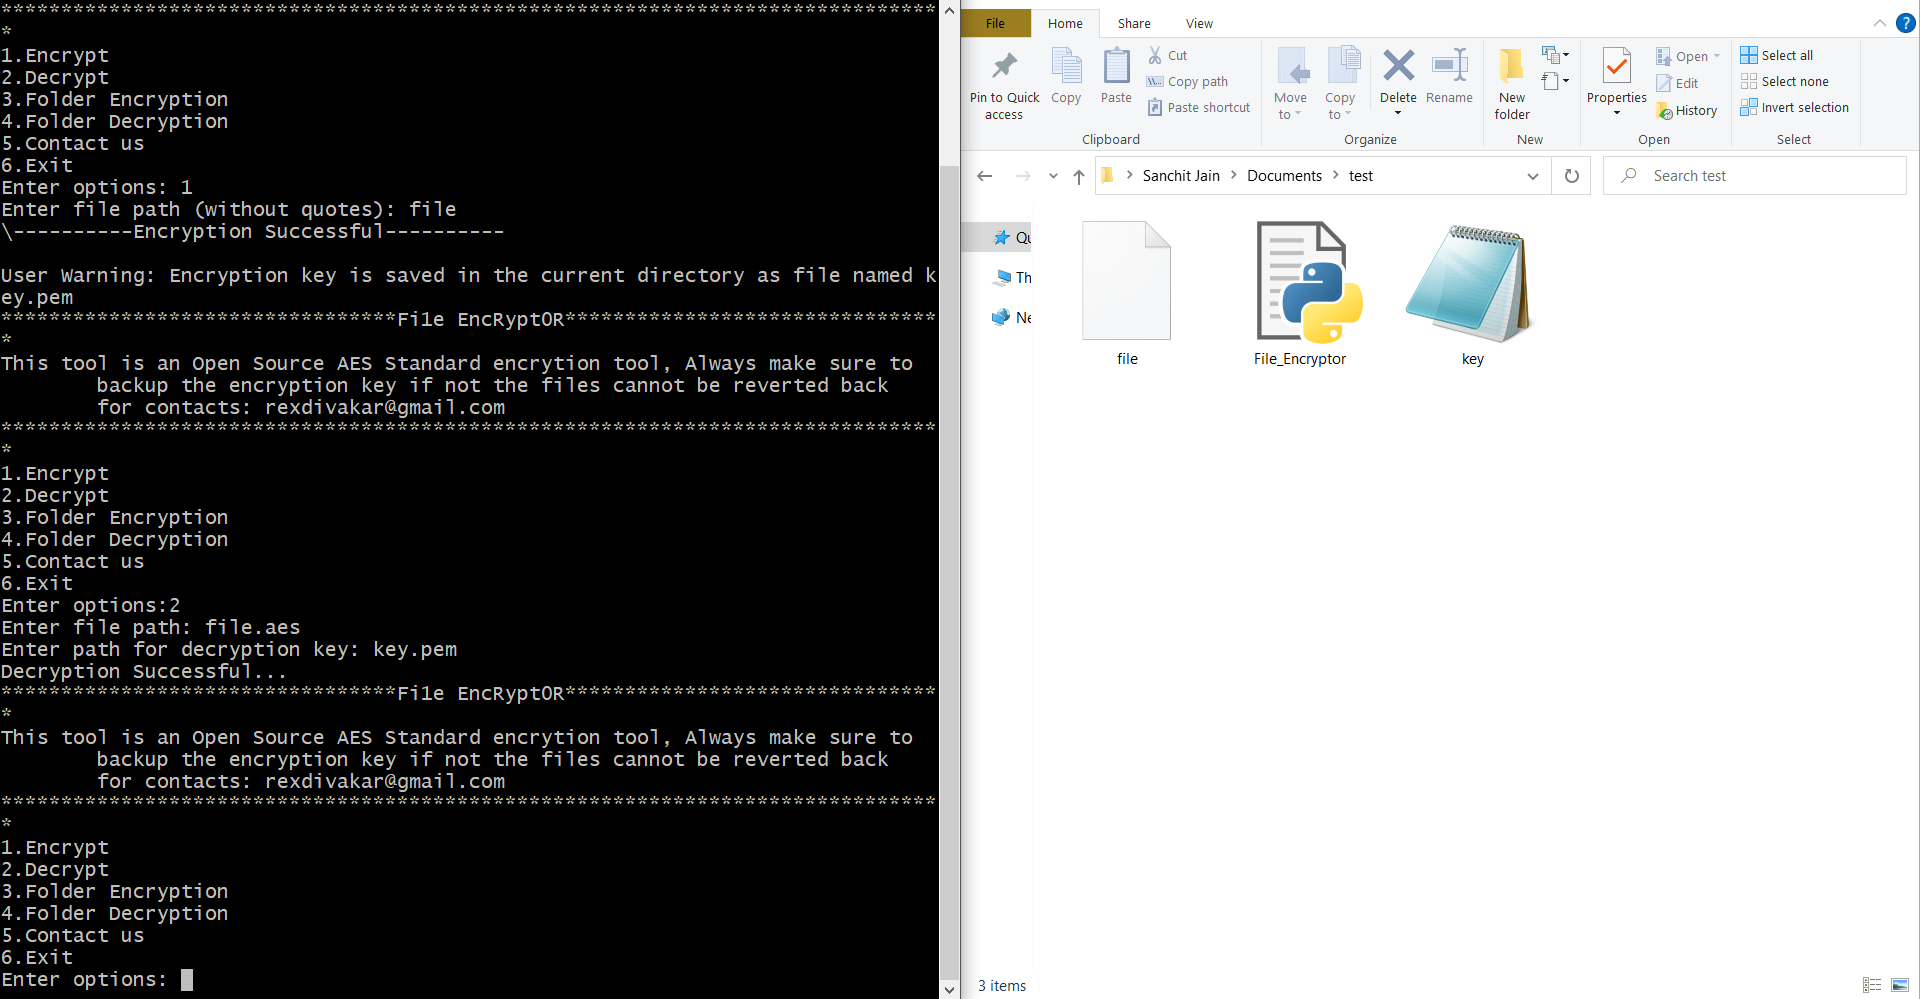 *******************************************************************************
*
1.Encrypt
2.Decrypt
3.Folder Encryption
4.Folder Decryption
5.Contact us
6.Exit
Enter options: 1
Enter file path (without quotes): file
\----------Encryption Successful----------
User Warning: Encryption key is saved in the current directory as file named k
ey.pem
*********************************Fi1e EncRyptOR*******************************
*
This tool is an Open Source AES Standard encrytion tool, Always make sure to
backup the encryption key if not the files cannot be reverted back
for contacts: rexdivakar@gmail.com
******************************************************************************
*
1.Encrypt
2.Decrypt
3.Folder Encryption
4.Folder Decryption
5.Contact us
6.Exit
Enter options:2
Enter file path: file.aes
Enter path for decryption key: key.pem
Decryption Successful...
*********************************Fi1e EncRyptOR*******************************
*
This tool is an Open Source AES Standard encrytion tool, Always make sure to
backup the encryption key if not the files cannot be reverted back
for contacts: rexdivakar@gmail.com
******************************************************************************
*
1.Encrypt
2.Decrypt
3.Folder Encryption
4.Folder Decryption
5.Contact us
6.Exit
Enter options:
File Home Share View
?
Pin to Quick access
Copy
Paste
Cut
Copy path
Paste shortcut
Clipboard
Move to
Copy to
Delete
Rename
Organize
New folder
New
Properties
Open
Edit
History
Open
Select all
Select none
Invert selection
Select
Sanchit Jain > Documents > test
Search test
Qu
Th
Ne
file
File_Encryptor
key
3 items